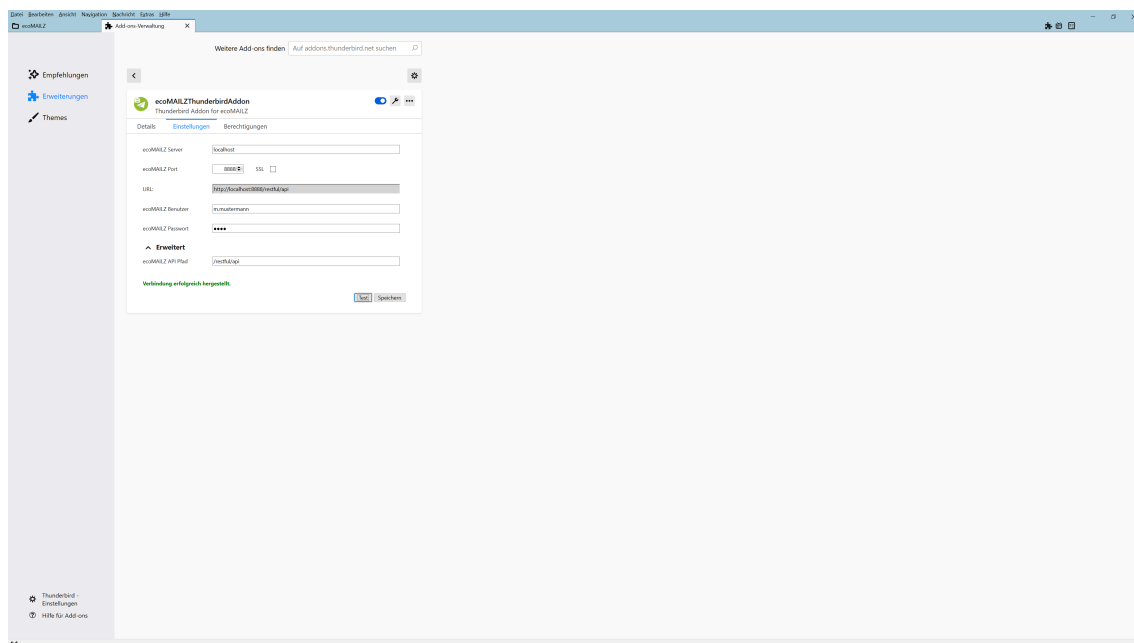 Datei Bearbeiten Ansicht Navigation Nachricht Extras Hilfe
ecoMAILZ
Add-ons-Verwaltung
Weitere Add-ons finden
Auf addons.thunderbird.net suchen
Empfehlungen
Erweiterungen
Themes
ecoMAILZThunderbirdAddon
Thunderbird Addon for ecoMAILZ
Details Einstellungen Berechtigungen
ecoMAILZ Server localhost
ecoMAILZ Port 8888 SSL
URL: http://localhost:8888/restful/api
ecoMAILZ Benutzer m.mustermann
ecoMAILZ Passwort ••••
Erweitert
ecoMAILZ API Pfad /restful/api
Verbindung erfolgreich hergestellt.
Test Speichern
Thunderbird -
Einstellungen
Hilfe für Add-ons